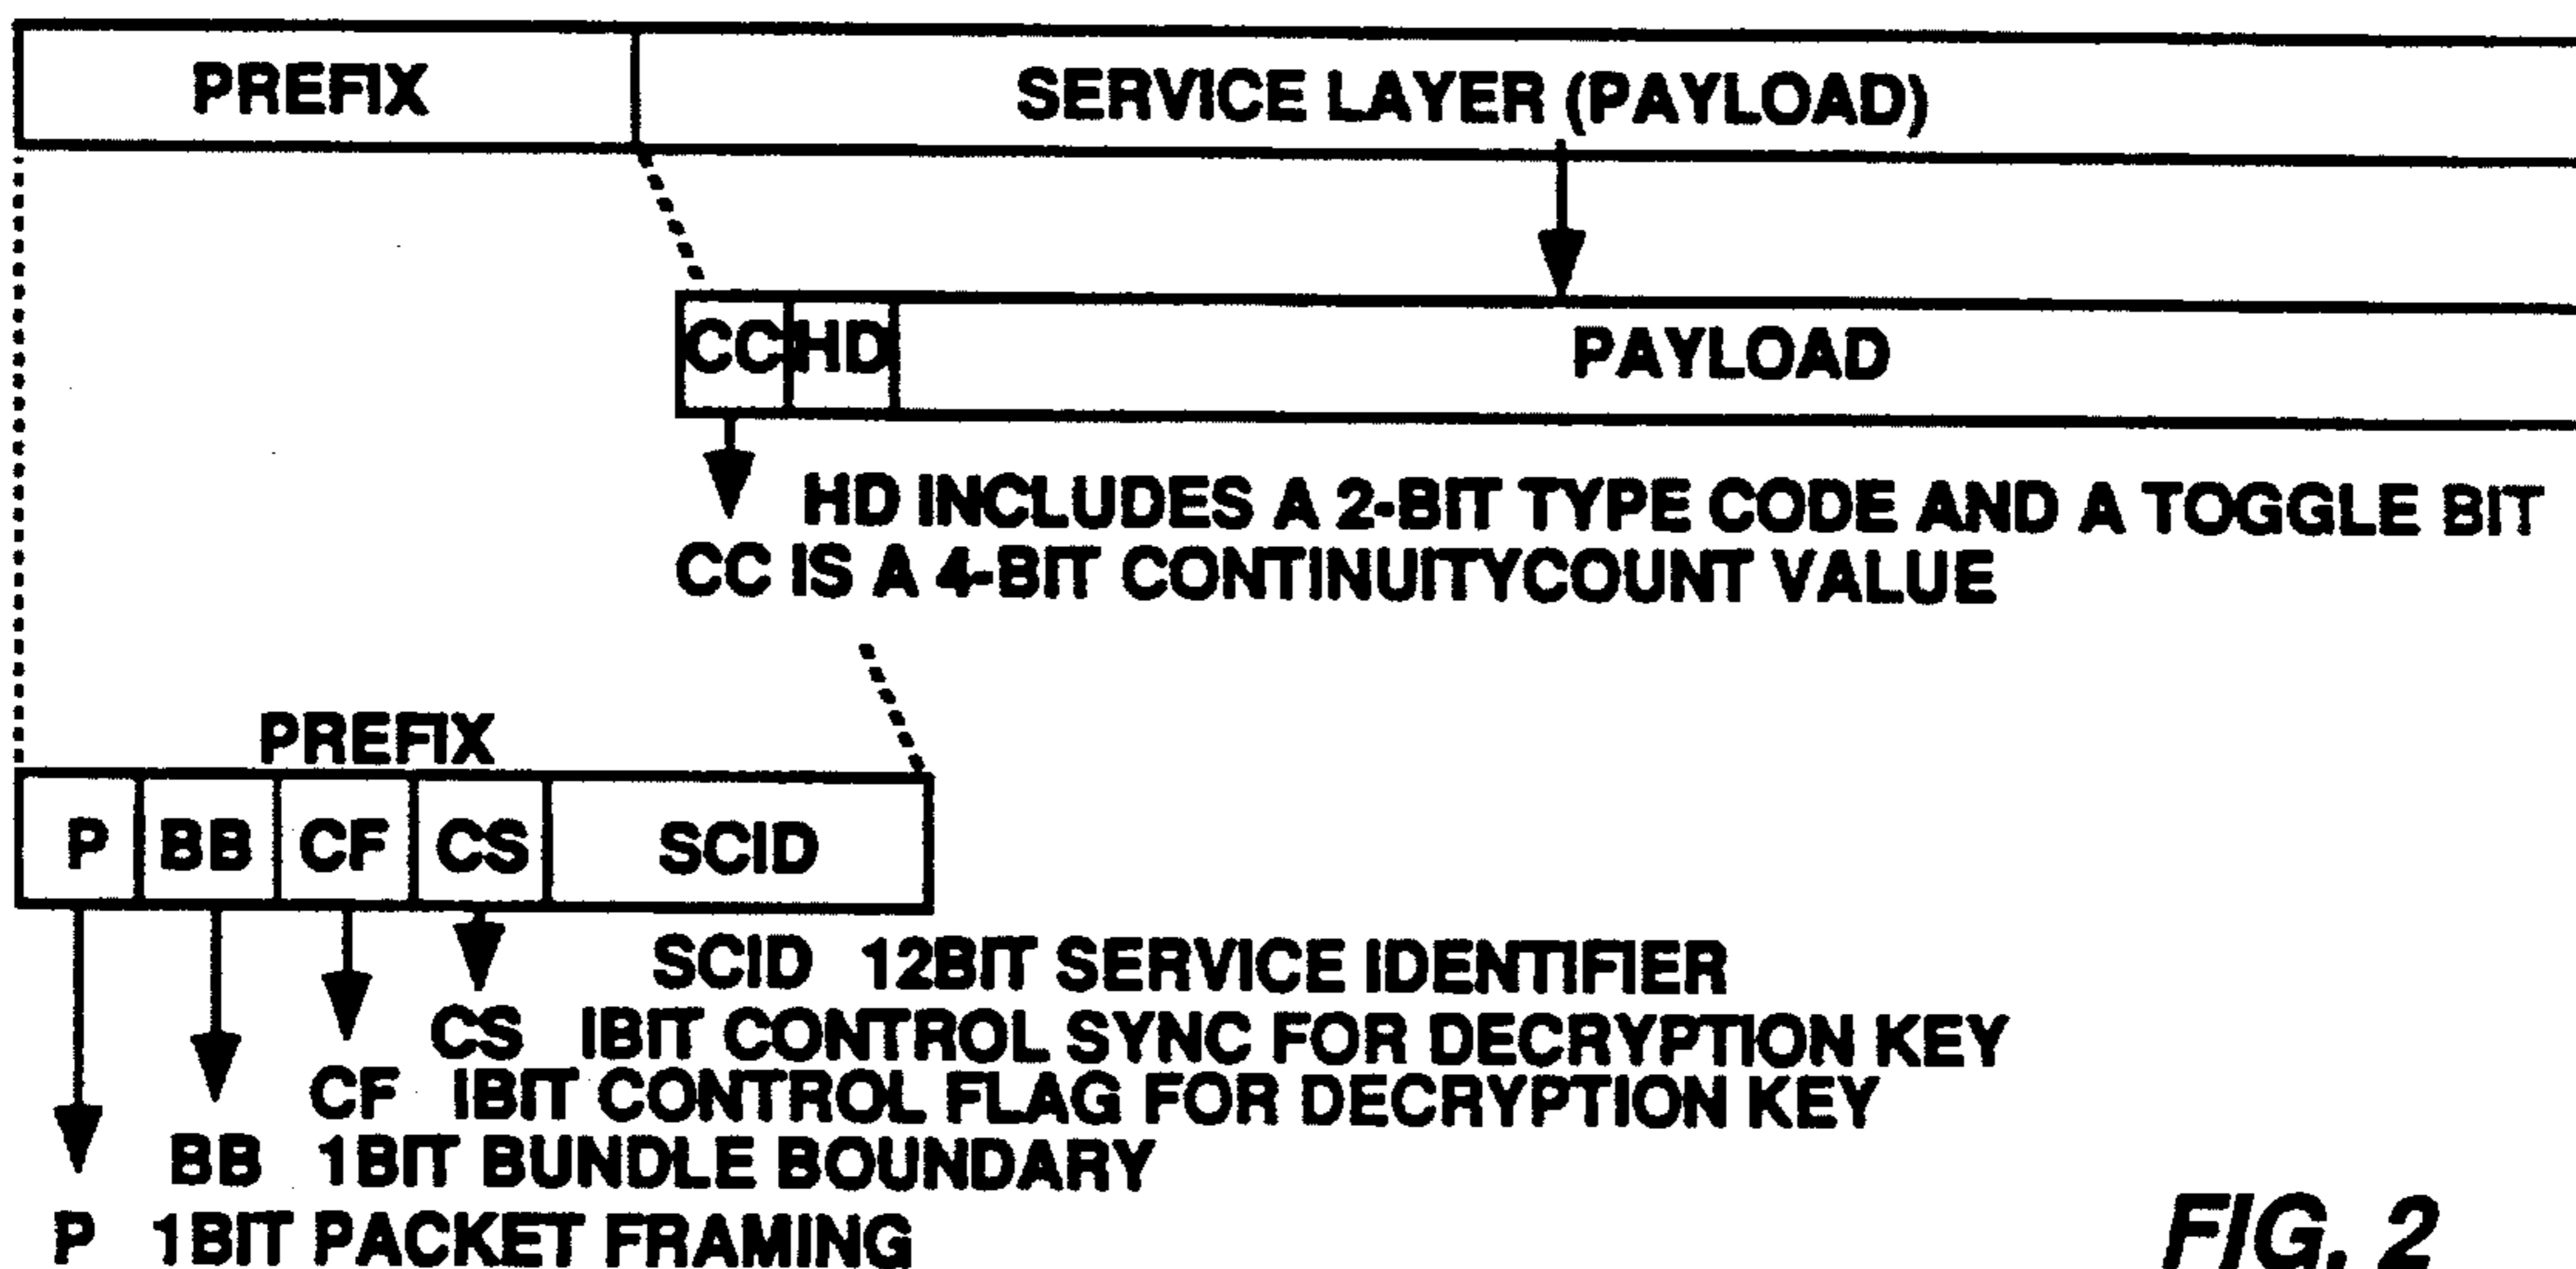 PREFIX
SERVICE LAYER (PAYLOAD)
CC HD PAYLOAD
HD INCLUDES A 2-BIT TYPE CODE AND A TOGGLE BIT
CC IS A 4-BIT CONTINUITYCOUNT VALUE
PREFIX
P BB CF CS SCID
SCID 12BIT SERVICE IDENTIFIER
CS IBIT CONTROL SYNC FOR DECRYPTION KEY
CF IBIT CONTROL FLAG FOR DECRYPTION KEY
BB 1BIT BUNDLE BOUNDARY
P 1BIT PACKET FRAMING
FIG. 2